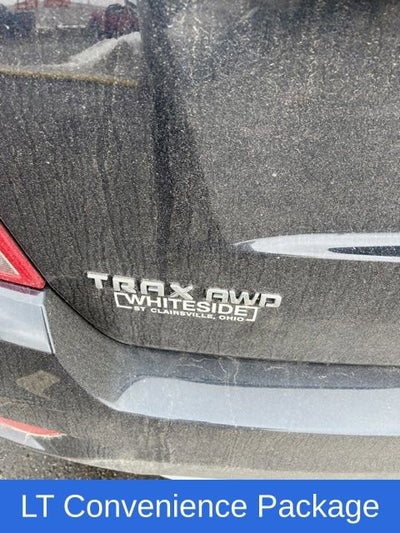 TRAX AWD
WHITESIDE
ST CLAIRSVILLE, OHIO
LT Convenience Package